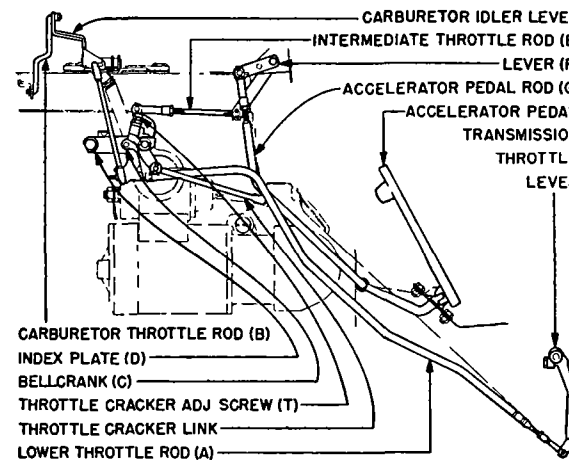 CARBURETOR IDLER LEVE
INTERMEDIATE THROTTLE ROD (E
LEVER (F
ACCELERATOR PEDAL ROD (G
ACCELERATOR PEDA
TRANSMISSIO
THROTTL
LEVE
CARBURETOR THROTTLE ROD (B)
INDEX PLATE (D)
BELLCRANK (C)
THROTTLE CRACKER ADJ SCREW (T)
THROTTLE CRACKER LINK
LOWER THROTTLE ROD (A)